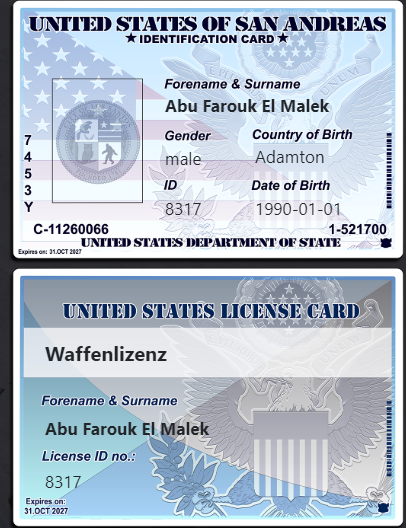 UNITED STATES OF SAN ANDREAS
★ IDENTIFICATION CARD ★
Forename & Surname
Abu Farouk El Malek
Gender Country of Birth
male Adamton
ID Date of Birth
8317 1990-01-01
7
4
5
3
Y
C-11260066 1-521700
UNITED STATES DEPARTMENT OF STATE
Expires on: 31.OCT 2027
UNITED STATES LICENSE CARD
Waffenlizenz
Forename & Surname
Abu Farouk El Malek
License ID no.:
8317
Expires on:
31.OCT 2027